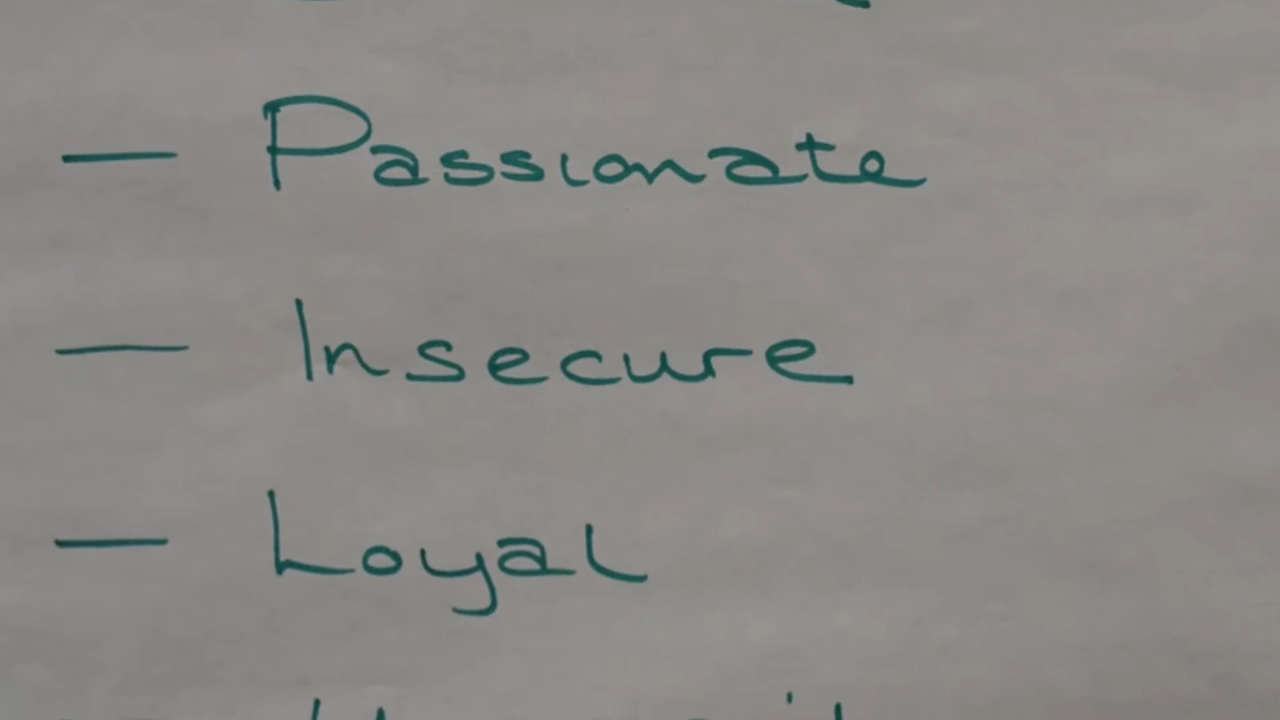 — Passionate
— Insecure
— Loyal